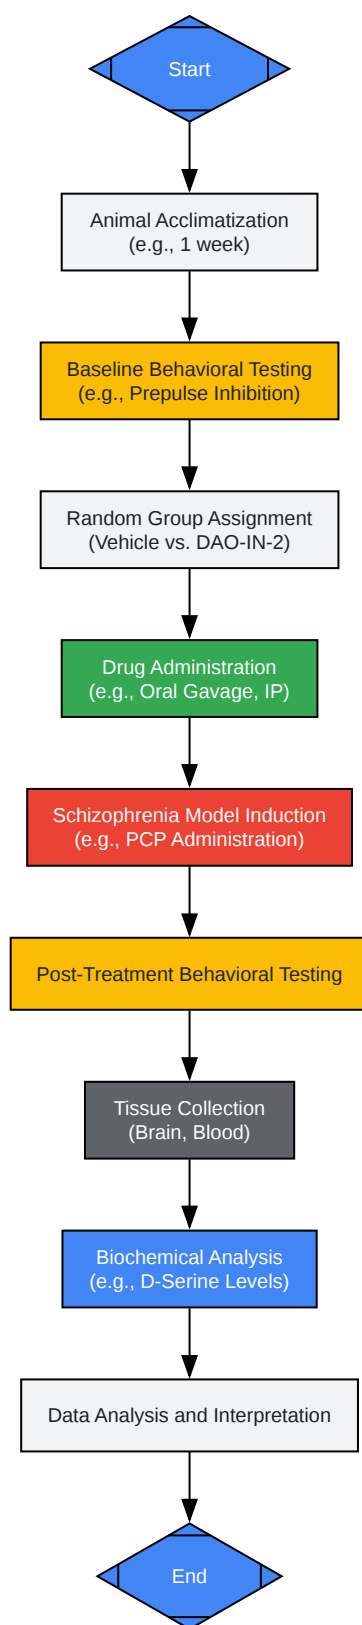 Start
Animal Acclimatization
(e.g., 1 week)
Baseline Behavioral Testing
(e.g., Prepulse Inhibition)
Random Group Assignment
(Vehicle vs. DAO-IN-2)
Drug Administration
(e.g., Oral Gavage, IP)
Schizophrenia Model Induction
(e.g., PCP Administration)
Post-Treatment Behavioral Testing
Tissue Collection
(Brain, Blood)
Biochemical Analysis
(e.g., D-Serine Levels)
Data Analysis and Interpretation
End